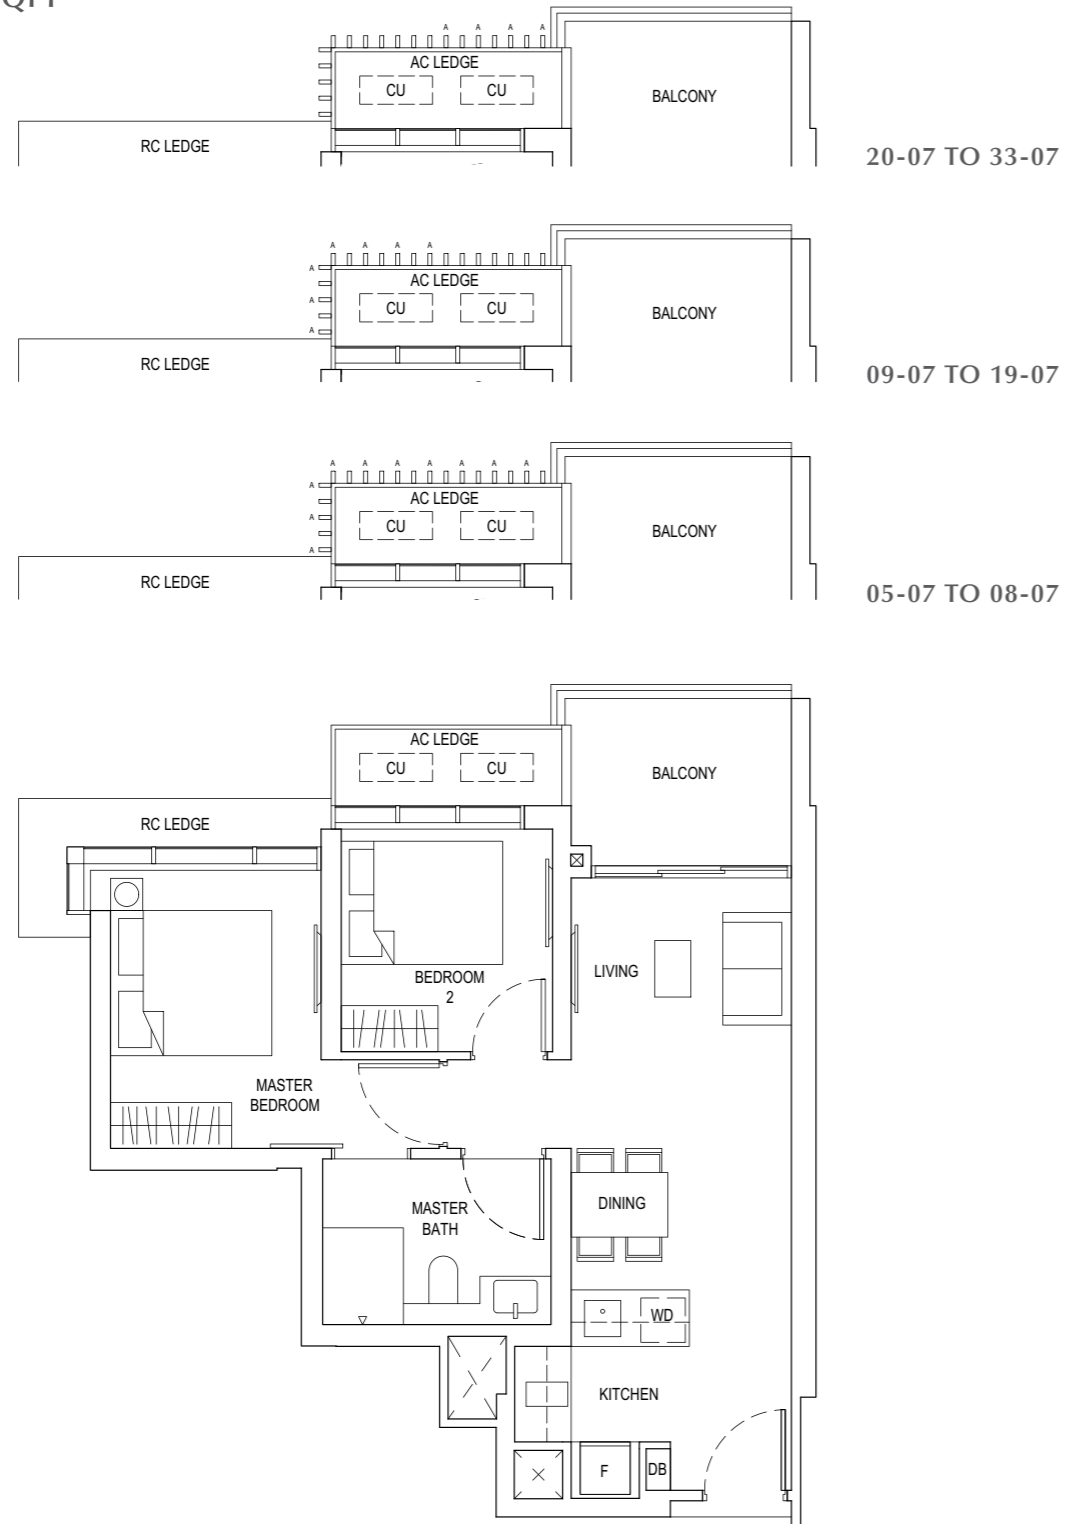 SQFT
A A A A
AC LEDGE
CU CU
BALCONY
RC LEDGE
20-07 TO 33-07
A A A A
A
AC LEDGE
A
CU CU
BALCONY
A
RC LEDGE
09-07 TO 19-07
A A A A A A A
A
AC LEDGE
A
CU CU
BALCONY
A
RC LEDGE
05-07 TO 08-07
AC LEDGE
CU CU
BALCONY
RC LEDGE
BEDROOM
2
LIVING
MASTER
BEDROOM
MASTER
BATH
DINING
WD
KITCHEN
F
DB